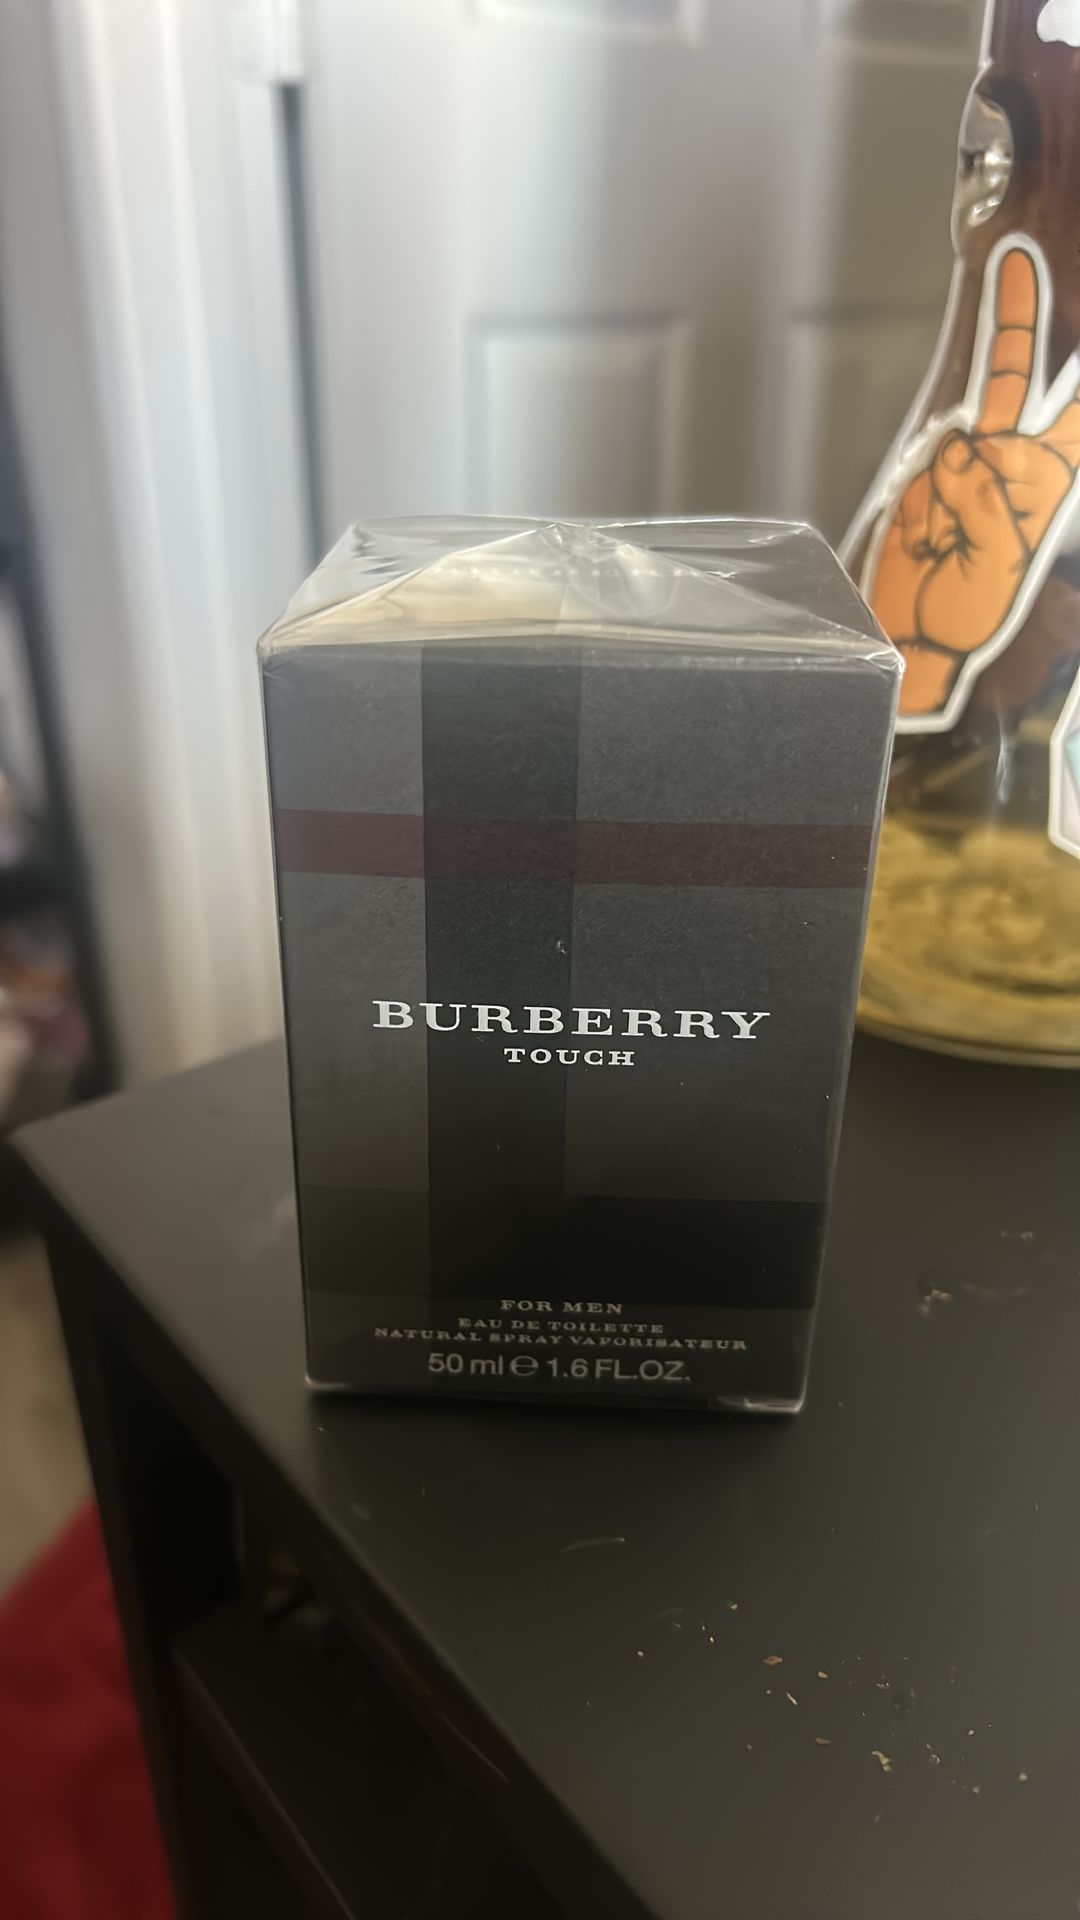 BURBERRY
TOUCH
FOR MEN
EAU DE TOILETTE
NATURAL SPRAY VAPORISATEUR
50 ml ℮ 1.6 FL.OZ.